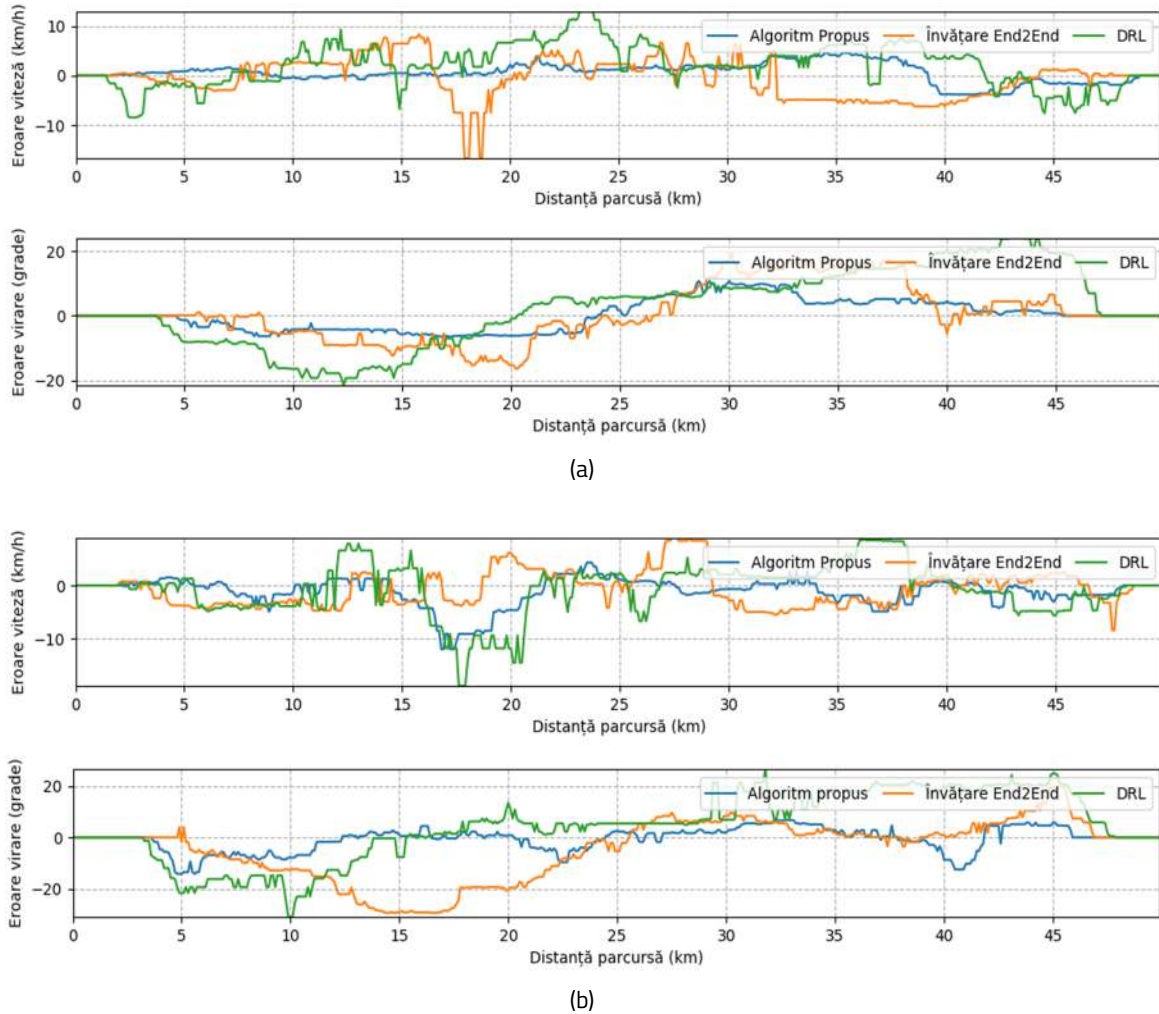 Eroare viteză (km/h)
10
0
−10
Algoritm Propus Învățare End2End DRL
0 5 10 15 20 25 30 35 40 45
Distanță parcusă (km)
Eroare virare (grade)
20
0
−20
Algoritm Propus Învățare End2End DRL
0 5 10 15 20 25 30 35 40 45
Distanță parcursă (km)
(a)
Eroare viteză (km/h)
0
−10
Algoritm Propus Învățare End2End DRL
0 5 10 15 20 25 30 35 40 45
Distanță parcursă (km)
Eroare virare (grade)
20
0
−20
Algoritm propus Învățare End2End DRL
0 5 10 15 20 25 30 35 40 45
Distanță parcursă (km)
(b)